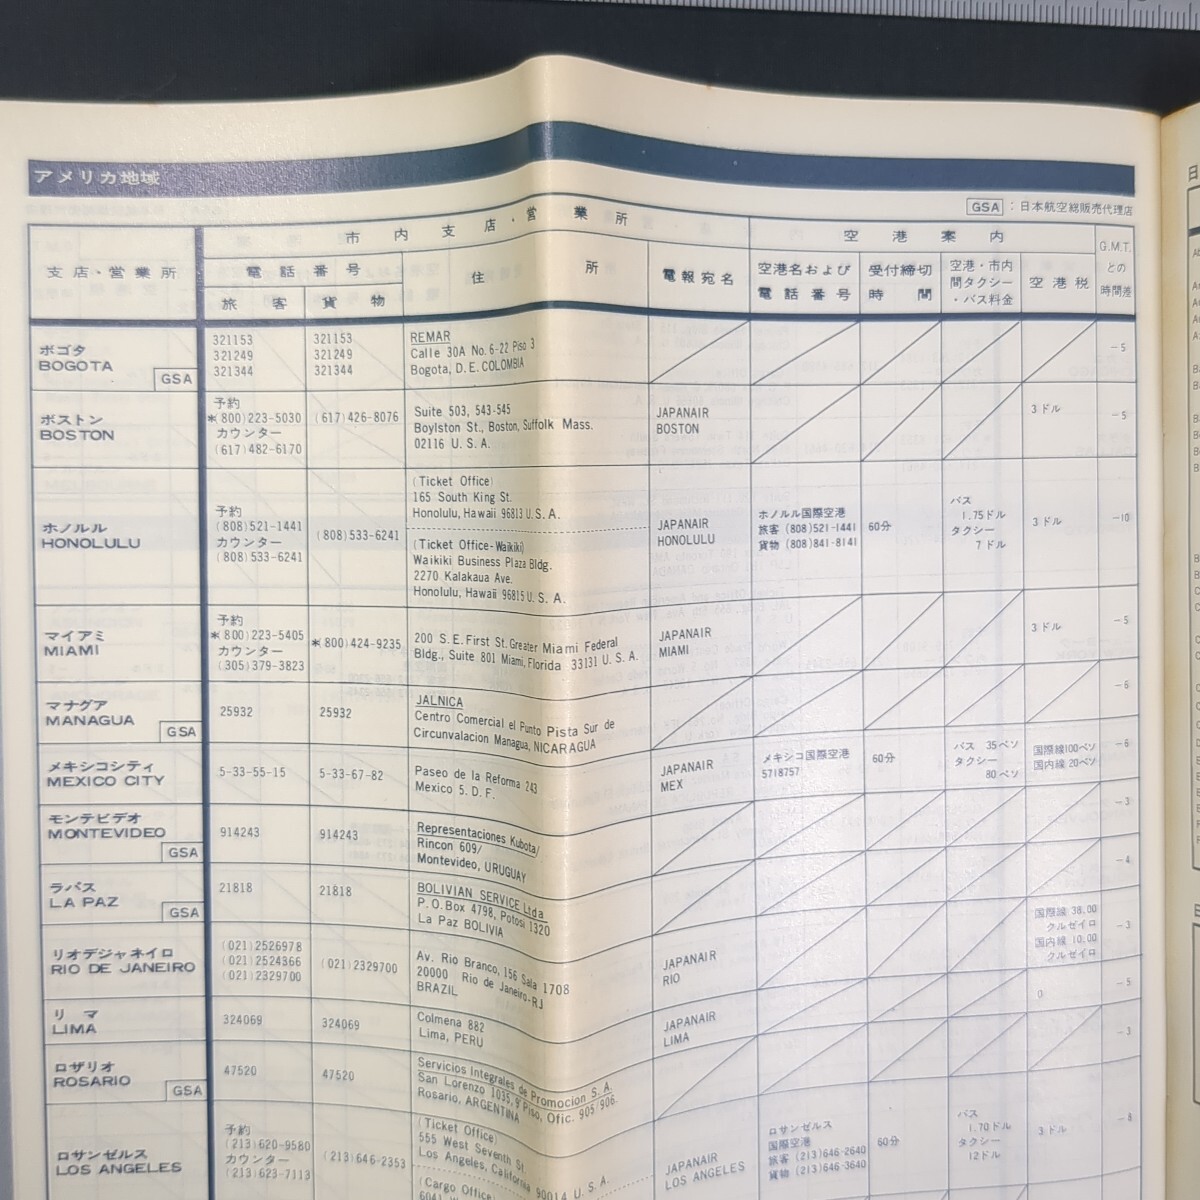 アメリカ地域
GSA : 日本航空総販売代理店
支店・営業所
市内支店・営業所
空港案内
G.M.T.との時間差
電話番号
旅客
貨物
住所
電報宛名
空港名および電話番号
受付締切時間
空港・市内間タクシー・バス料金
空港税
ボゴタ
BOGOTA
GSA
321153
321249
321344
321153
321249
321344
REMAR
Calle 30A No. 6-22 Piso 3
Bogota, D. E. COLOMBIA
-5
ボストン
BOSTON
予約
*(800)223-5030
カウンター
(617)482-6170
(617)426-8076
Suite 503, 543-545
Boylston St., Boston, Suffolk Mass.
02116 U. S. A.
JAPANAIR
BOSTON
3ドル
-5
ホノルル
HONOLULU
予約
(808)521-1441
カウンター
(808)533-6241
(808)533-6241
(Ticket Office)
165 South King St.
Honolulu, Hawaii 96813 U. S. A.
(Ticket Office-Waikiki)
Waikiki Business Plaza Bldg.
2270 Kalakaua Ave.
Honolulu, Hawaii 96815 U. S. A.
JAPANAIR
HONOLULU
ホノルル国際空港
旅客 (808)521-1441
貨物 (808)841-8141
60分
バス
1.75ドル
タクシー
7ドル
3ドル
-10
マイアミ
MIAMI
予約
*(800)223-5405
カウンター
(305)379-3823
*(800)424-9235
200 S. E. First St. Greater Miami Federal
Bldg., Suite 801 Miami, Florida 33131 U. S. A.
JAPANAIR
MIAMI
3ドル
-5
マナグア
MANAGUA
GSA
25932
25932
JALNICA
Centro Comercial el Punto Pista Sur de
Circunvalacion Managua, NICARAGUA
-6
メキシコシティ
MEXICO CITY
5-33-55-15
5-33-67-82
Paseo de la Reforma 243
Mexico 5. D. F.
JAPANAIR
MEX
メキシコ国際空港
5718757
60分
バス 35ペソ
タクシー
80ペソ
国際線100ペソ
国内線 20ペソ
-6
モンテビデオ
MONTEVIDEO
GSA
914243
914243
Representaciones Kubota/
Rincon 609/
Montevideo, URUGUAY
-3
ラパス
LA PAZ
GSA
21818
21818
BOLIVIAN SERVICE Ltda
P. O. Box 4798, Potosi 1320
La Paz BOLIVIA
-4
リオデジャネイロ
RIO DE JANEIRO
(021)2526978
(021)2524366
(021)2329700
(021)2329700
Av. Rio Branco, 156 Sala 1708
20000 Rio de Janeiro-RJ
BRAZIL
JAPANAIR
RIO
国際線 38.00
クルゼイロ
国内線 10.00
クルゼイロ
-3
リマ
LIMA
324069
324069
Colmena 882
Lima, PERU
JAPANAIR
LIMA
0
-5
ロザリオ
ROSARIO
GSA
47520
47520
Servicios Integrales de Promocion S. A.
San Lorenzo 1035, 9 Piso, Ofic. 905/906.
Rosario, ARGENTINA
-3
ロサンゼルス
LOS ANGELES
予約
(213)620-9580
カウンター
(213)623-7113
(213)646-2353
(Ticket Office)
555 West Seventh St.
Los Angeles, California 90014 U. S. A.
(Cargo Office)
JAPANAIR
LOS ANGELES
ロサンゼルス
国際空港
旅客 (213)646-2640
貨物 (213)646-3640
60分
バス
1.70ドル
タクシー
12ドル
3ドル
-8